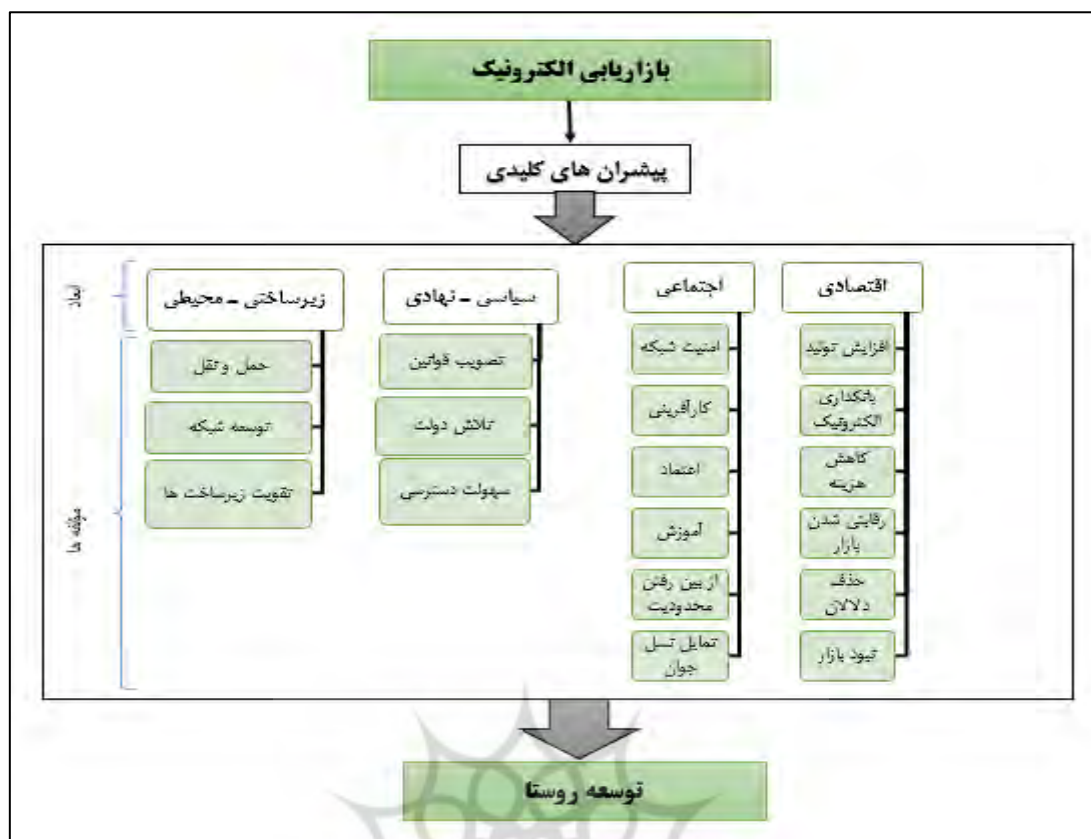 بازاریابی الکترونیک
پیشران های کلیدی
ابعاد
مؤلفه ها
اقتصادی
افزایش تولید
بانکداری
الکترونیک
کاهش
هزینه
رقابتی شدن
بازار
حذف
دلالان
نبود بازار
اجتماعی
امنیت شبکه
کارآفرینی
اعتماد
آموزش
از بین رفتن
محدودیت
تمایل نسل
جوان
سیاسی - نهادی
تصویب قوانین
تلاش دولت
سهولت دسترسی
زیرساختی - محیطی
حمل و نقل
توسعه شبکه
تقویت زیرساخت ها
توسعه روستا